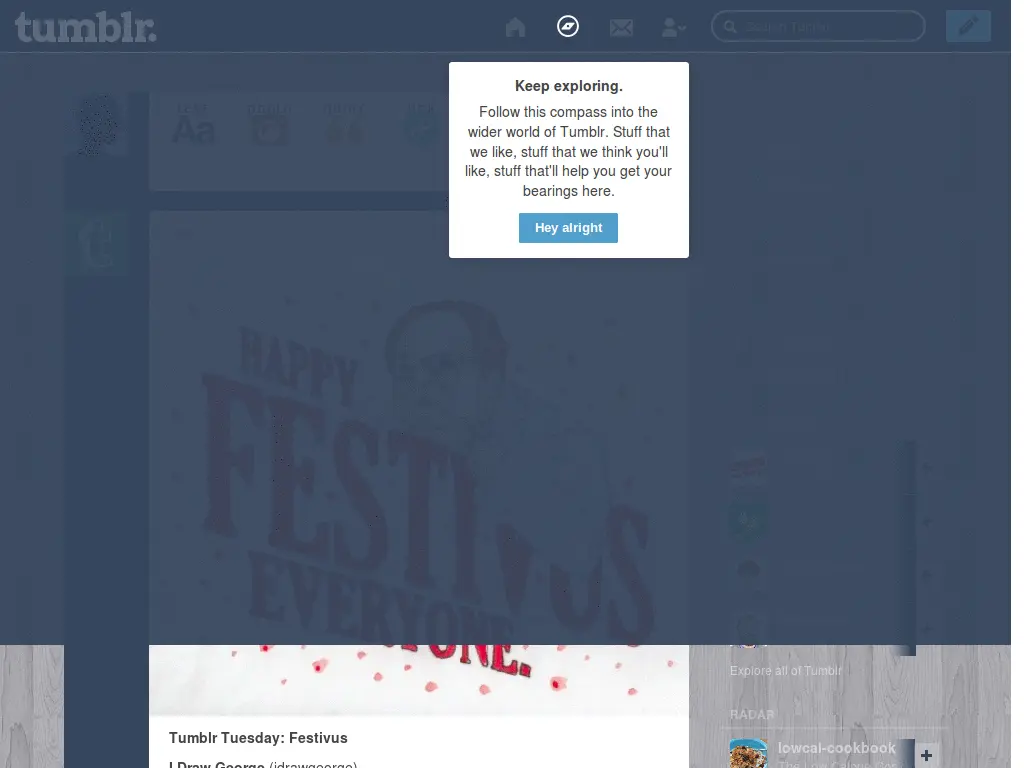 tumblr.
Search Tumblr
Keep exploring.
Follow this compass into the
wider world of Tumblr. Stuff that
we like, stuff that we think you'll
like, stuff that'll help you get your
bearings here.
Hey alright
Aa
HAPPY
FESTIVUS
EVERYONE.
Explore all of Tumblr
RADAR
Tumblr Tuesday: Festivus
I Draw George (idrawgeorge)
lowcal-cookbook
The Low Calorie